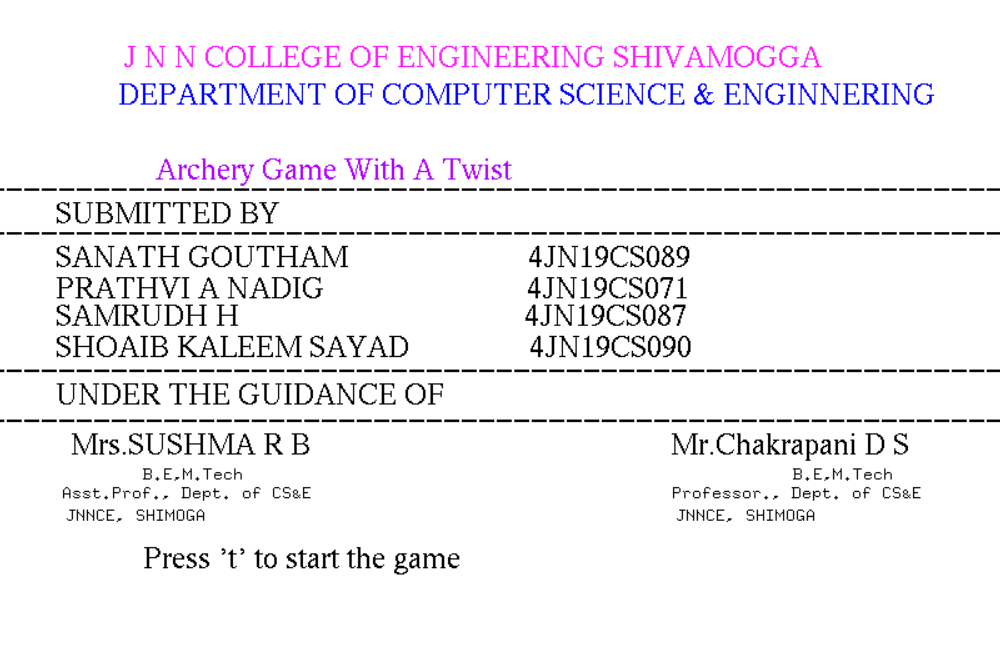 J N N COLLEGE OF ENGINEERING SHIVAMOGGA
DEPARTMENT OF COMPUTER SCIENCE & ENGINNERING
Archery Game With A Twist
SUBMITTED BY
SANATH GOUTHAM 4JN19CS089
PRATHVI A NADIG 4JN19CS071
SAMRUDH H 4JN19CS087
SHOAIB KALEEM SAYAD 4JN19CS090
UNDER THE GUIDANCE OF
Mrs.SUSHMA R B Mr.Chakrapani D S
B.E,M.Tech B.E,M.Tech
Asst.Prof., Dept. of CS&E Professor., Dept. of CS&E
JNNCE, SHIMOGA JNNCE, SHIMOGA
Press 't' to start the game